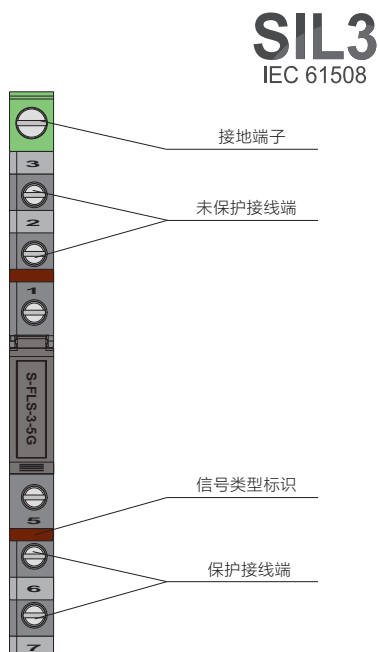 SIL3
IEC 61508
接地端子
3
未保护接线端
2
1
S-FLS-3-5G
信号类型标识
5
保护接线端
6
7